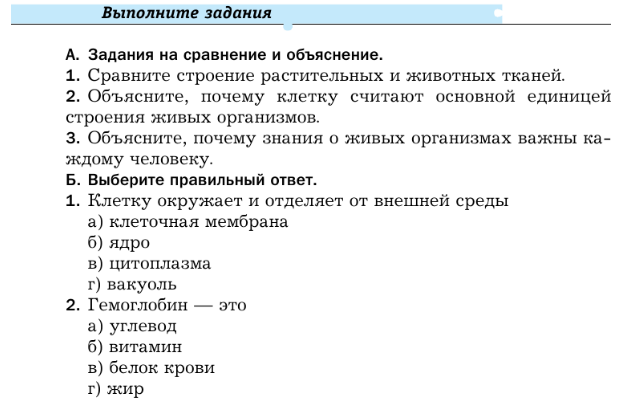 Выполните задания
А. Задания на сравнение и объяснение.
1. Сравните строение растительных и животных тканей.
2. Объясните, почему клетку считают основной единицей
строения живых организмов.
3. Объясните, почему знания о живых организмах важны ка-
ждому человеку.
Б. Выберите правильный ответ.
1. Клетку окружает и отделяет от внешней среды
а) клеточная мембрана
б) ядро
в) цитоплазма
г) вакуоль
2. Гемоглобин — это
а) углевод
б) витамин
в) белок крови
г) жир